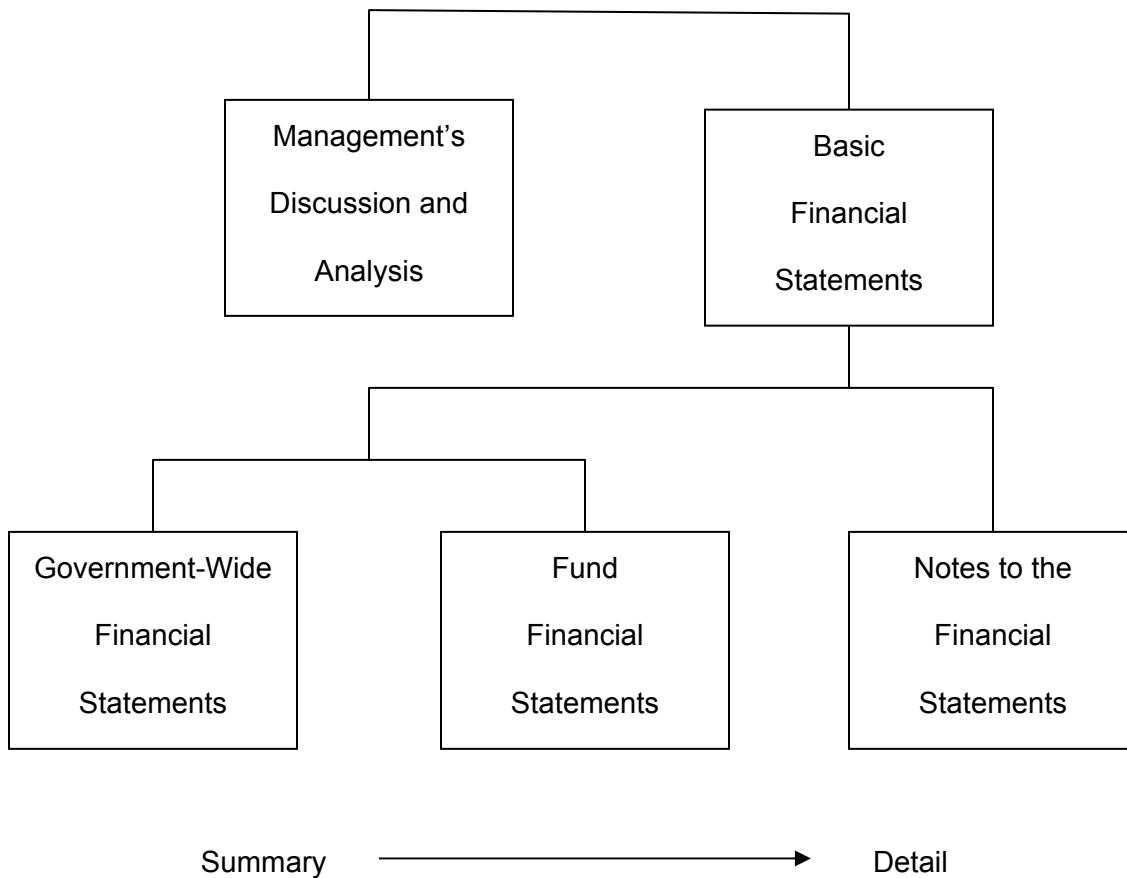 Management’s
Discussion and
Analysis
Basic
Financial
Statements
Government-Wide
Financial
Statements
Fund
Financial
Statements
Notes to the
Financial
Statements
Summary
Detail